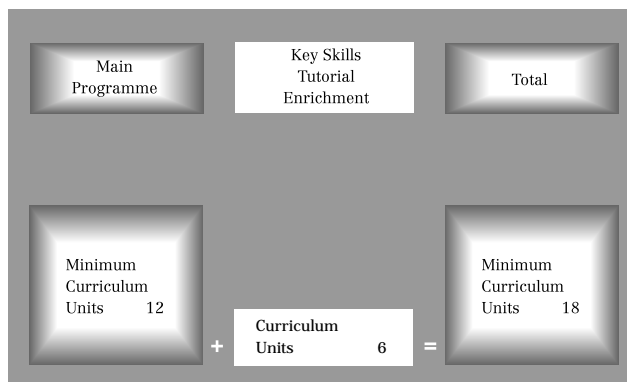 Main
Programme
Key Skills
Tutorial
Enrichment
Total
Minimum
Curriculum
Units 12
+
Curriculum
Units 6
=
Minimum
Curriculum
Units 18